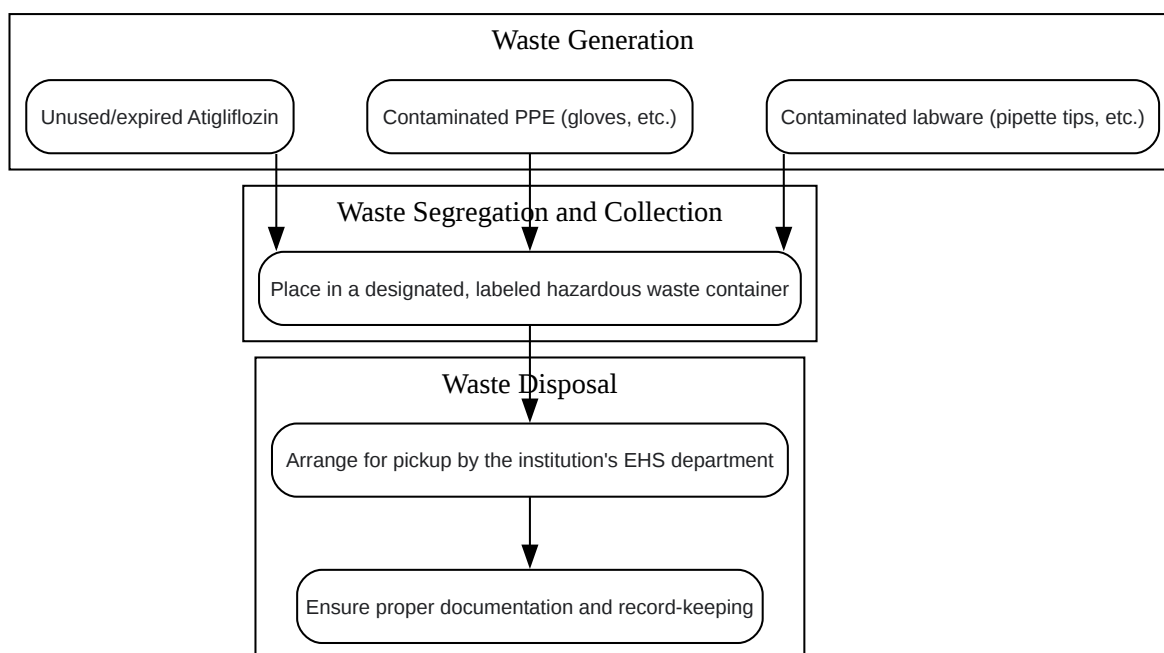 Waste Generation
Unused/expired Atigliflozin
Contaminated PPE (gloves, etc.)
Contaminated labware (pipette tips, etc.)
Waste Segregation and Collection
Place in a designated, labeled hazardous waste container
Waste Disposal
Arrange for pickup by the institution's EHS department
Ensure proper documentation and record-keeping